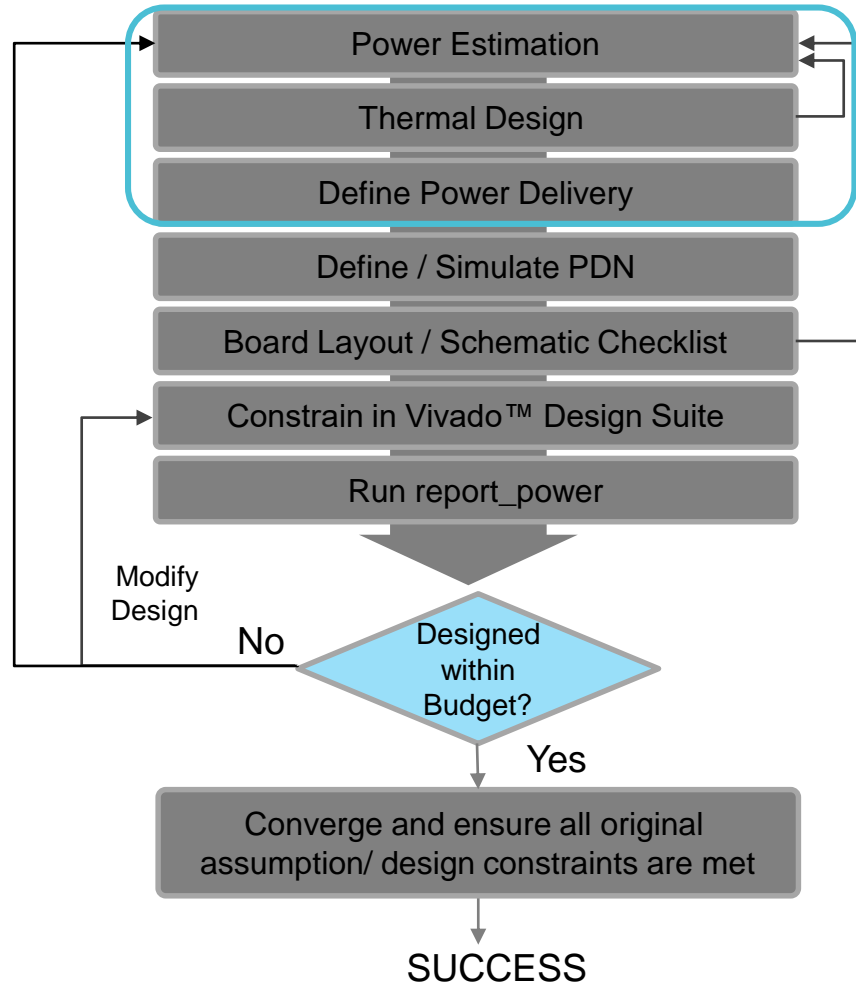 Power Estimation
Thermal Design
Define Power Delivery
Define / Simulate PDN
Board Layout / Schematic Checklist
Constrain in Vivado™ Design Suite
Run report_power
Modify
Design
No
Designed
within
Budget?
Yes
Converge and ensure all original
assumption/ design constraints are met
SUCCESS